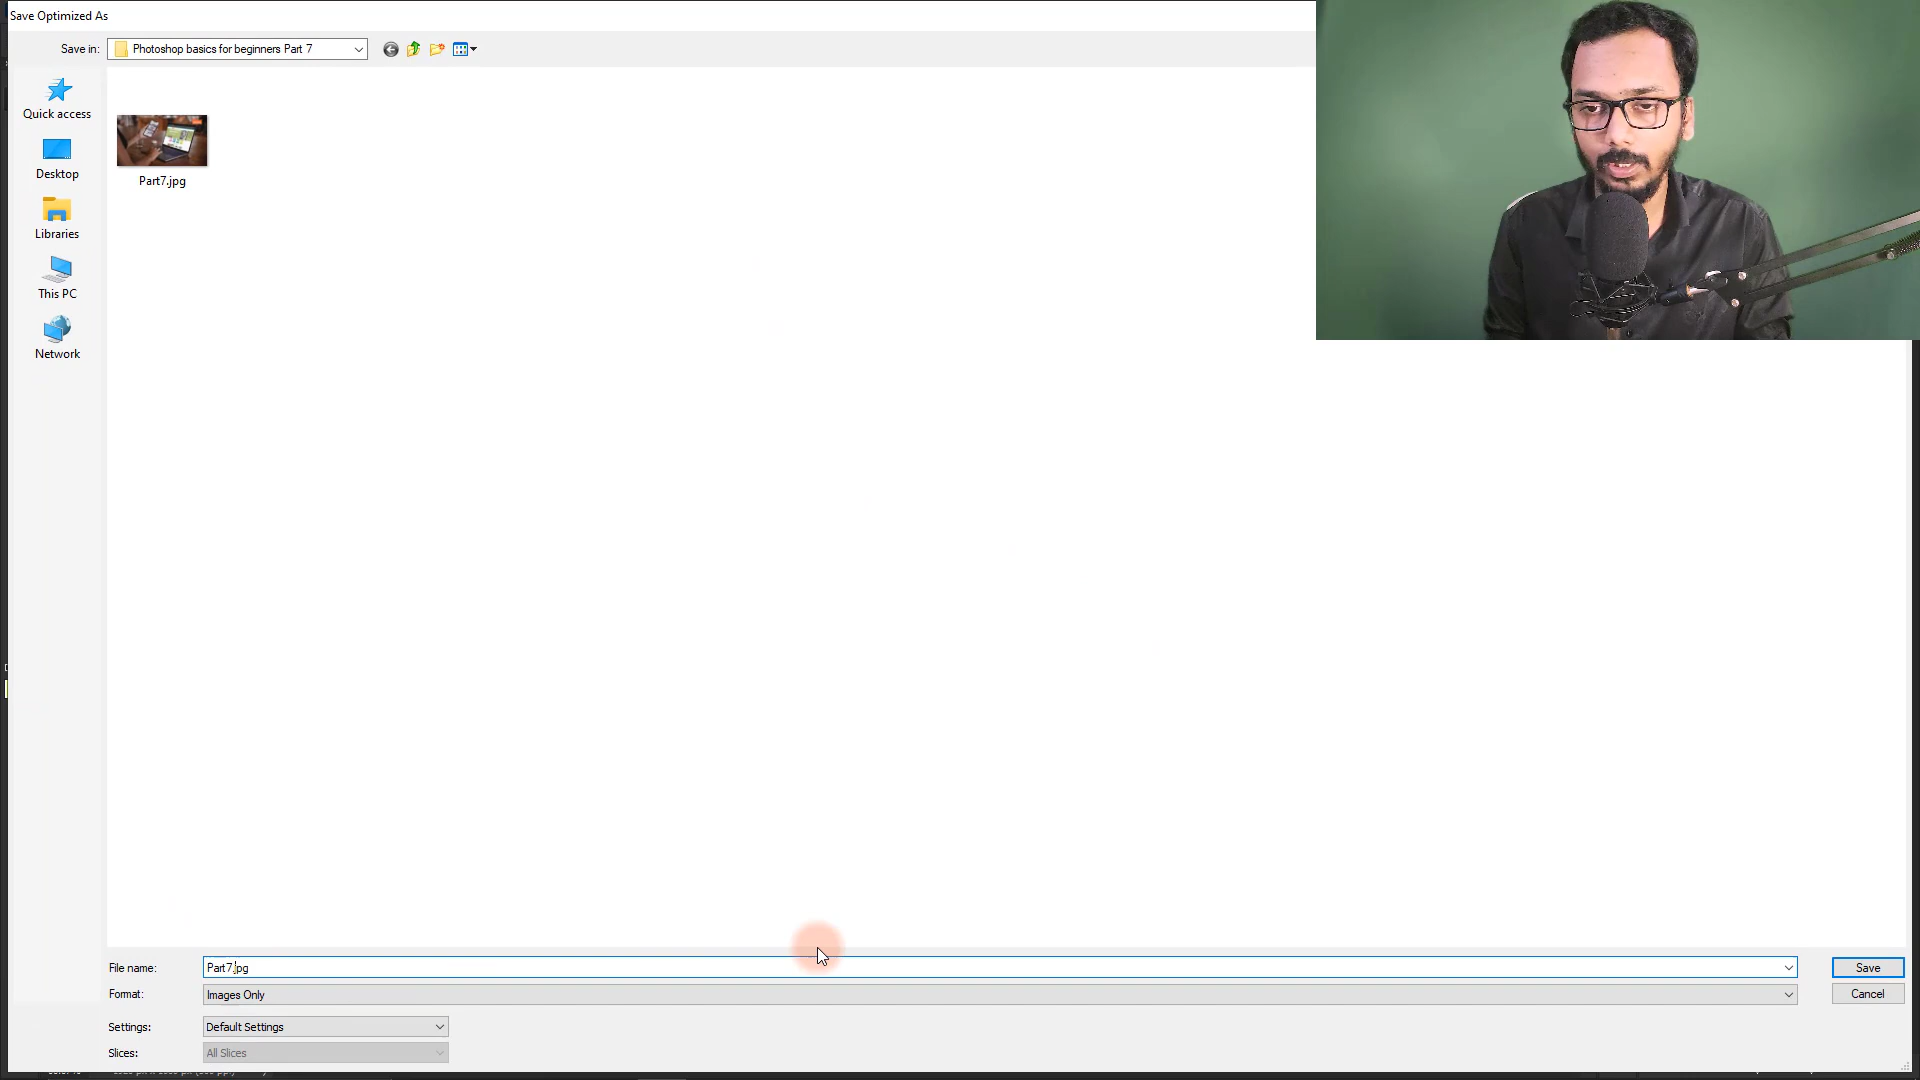 Save Optimized As
Save in:
Photoshop basics for beginners Part 7
Quick access
Desktop
Libraries
This PC
Network
Part7.jpg
File name:
Part7.jpg
Save
Format:
Images Only
Cancel
Settings:
Default Settings
Slices:
All Slices